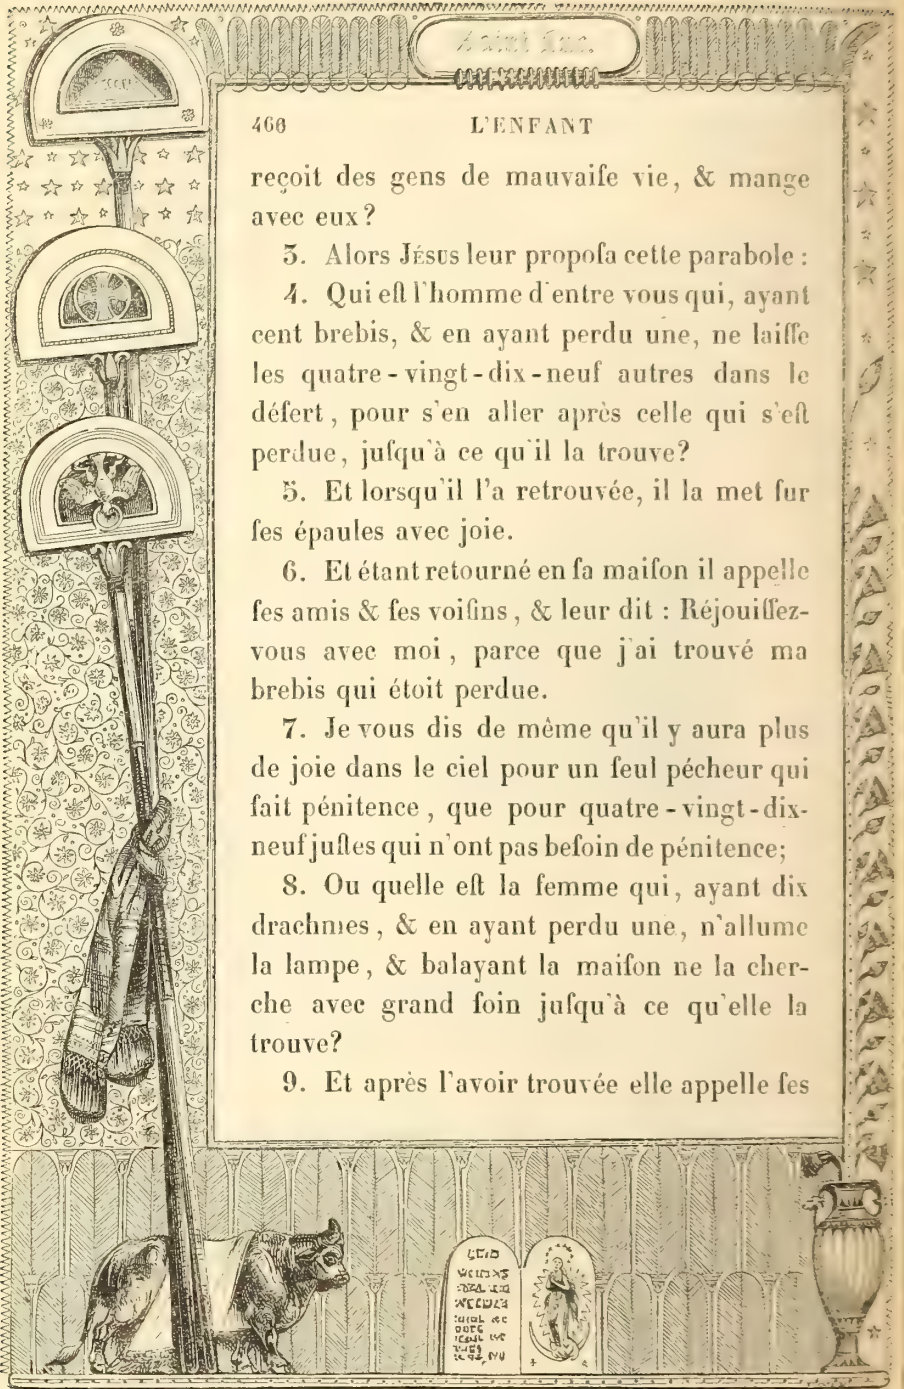 Saint Luc.
466 L'ENFANT
reçoit des gens de mauvaiſe vie, & mange
avec eux?
3. Alors Jésus leur propoſa cette parabole :
4. Qui eſt l'homme d'entre vous qui, ayant
cent brebis, & en ayant perdu une, ne laiſſe
les quatre-vingt-dix-neuf autres dans le
déſert, pour s'en aller après celle qui s'eſt
perdue, juſqu'à ce qu'il la trouve?
5. Et lorsqu'il l'a retrouvée, il la met ſur
ſes épaules avec joie.
6. Et étant retourné en ſa maiſon il appelle
ſes amis & ſes voiſins, & leur dit : Réjouiſſez-
vous avec moi, parce que j'ai trouvé ma
brebis qui étoit perdue.
7. Je vous dis de même qu'il y aura plus
de joie dans le ciel pour un ſeul pécheur qui
fait pénitence, que pour quatre-vingt-dix-
neuf juſtes qui n'ont pas beſoin de pénitence;
8. Ou quelle eſt la femme qui, ayant dix
drachmes, & en ayant perdu une, n'allume
la lampe, & balayant la maiſon ne la cher-
che avec grand ſoin juſqu'à ce qu'elle la
trouve?
9. Et après l'avoir trouvée elle appelle ſes